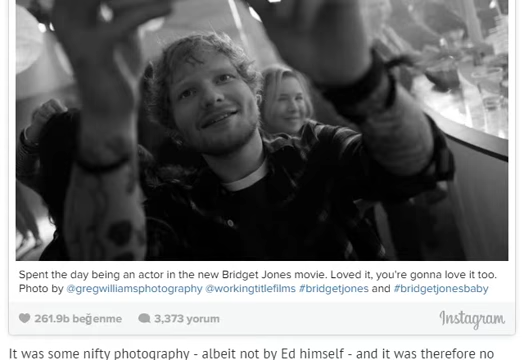 Spent the day being an actor in the new Bridget Jones movie. Loved it, you're gonna love it too.
Photo by @gregwilliamsphotography @workingtitlefilms #bridgetjones and #bridgetjonesbaby
261.9b beğenme 3,373 yorum Instagram
It was some nifty photography - albeit not by Ed himself - and it was therefore no